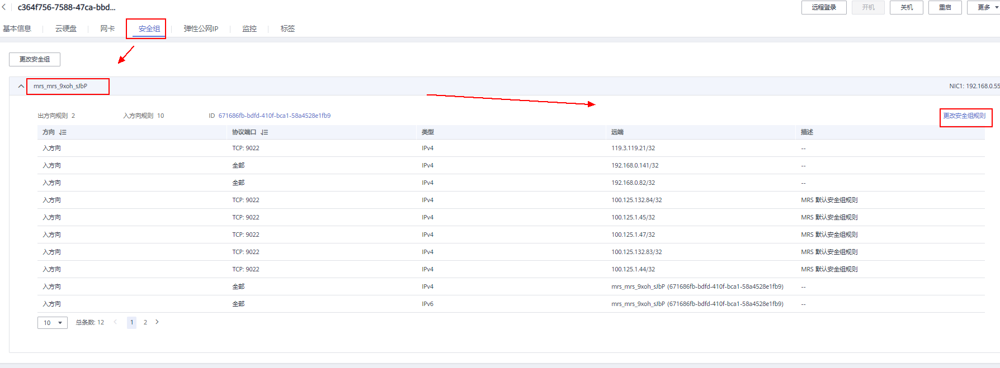 c364f756-7588-47ca-bbd... 远程登录 开机 关机 重启 更多
基本信息 云硬盘 网卡 安全组 弹性公网IP 监控 标签
更改安全组
mrs_mrs_9xoh_sJbP NIC1: 192.168.0.55
出方向规则 2 入方向规则 10 ID 671686fb-bdfd-410f-bca1-58a4528e1fb9 更改安全组规则
方向 协议端口 类型 远端 描述
入方向 TCP: 9022 IPv4 119.3.119.21/32 --
入方向 全部 IPv4 192.168.0.141/32 --
入方向 全部 IPv4 192.168.0.82/32 --
入方向 TCP: 9022 IPv4 100.125.132.84/32 MRS 默认安全组规则
入方向 TCP: 9022 IPv4 100.125.1.45/32 MRS 默认安全组规则
入方向 TCP: 9022 IPv4 100.125.1.47/32 MRS 默认安全组规则
入方向 TCP: 9022 IPv4 100.125.132.83/32 MRS 默认安全组规则
入方向 TCP: 9022 IPv4 100.125.1.44/32 MRS 默认安全组规则
入方向 全部 IPv4 mrs_mrs_9xoh_sJbP (671686fb-bdfd-410f-bca1-58a4528e1fb9) --
入方向 全部 IPv6 mrs_mrs_9xoh_sJbP (671686fb-bdfd-410f-bca1-58a4528e1fb9) --
10 总条数: 12 1 2